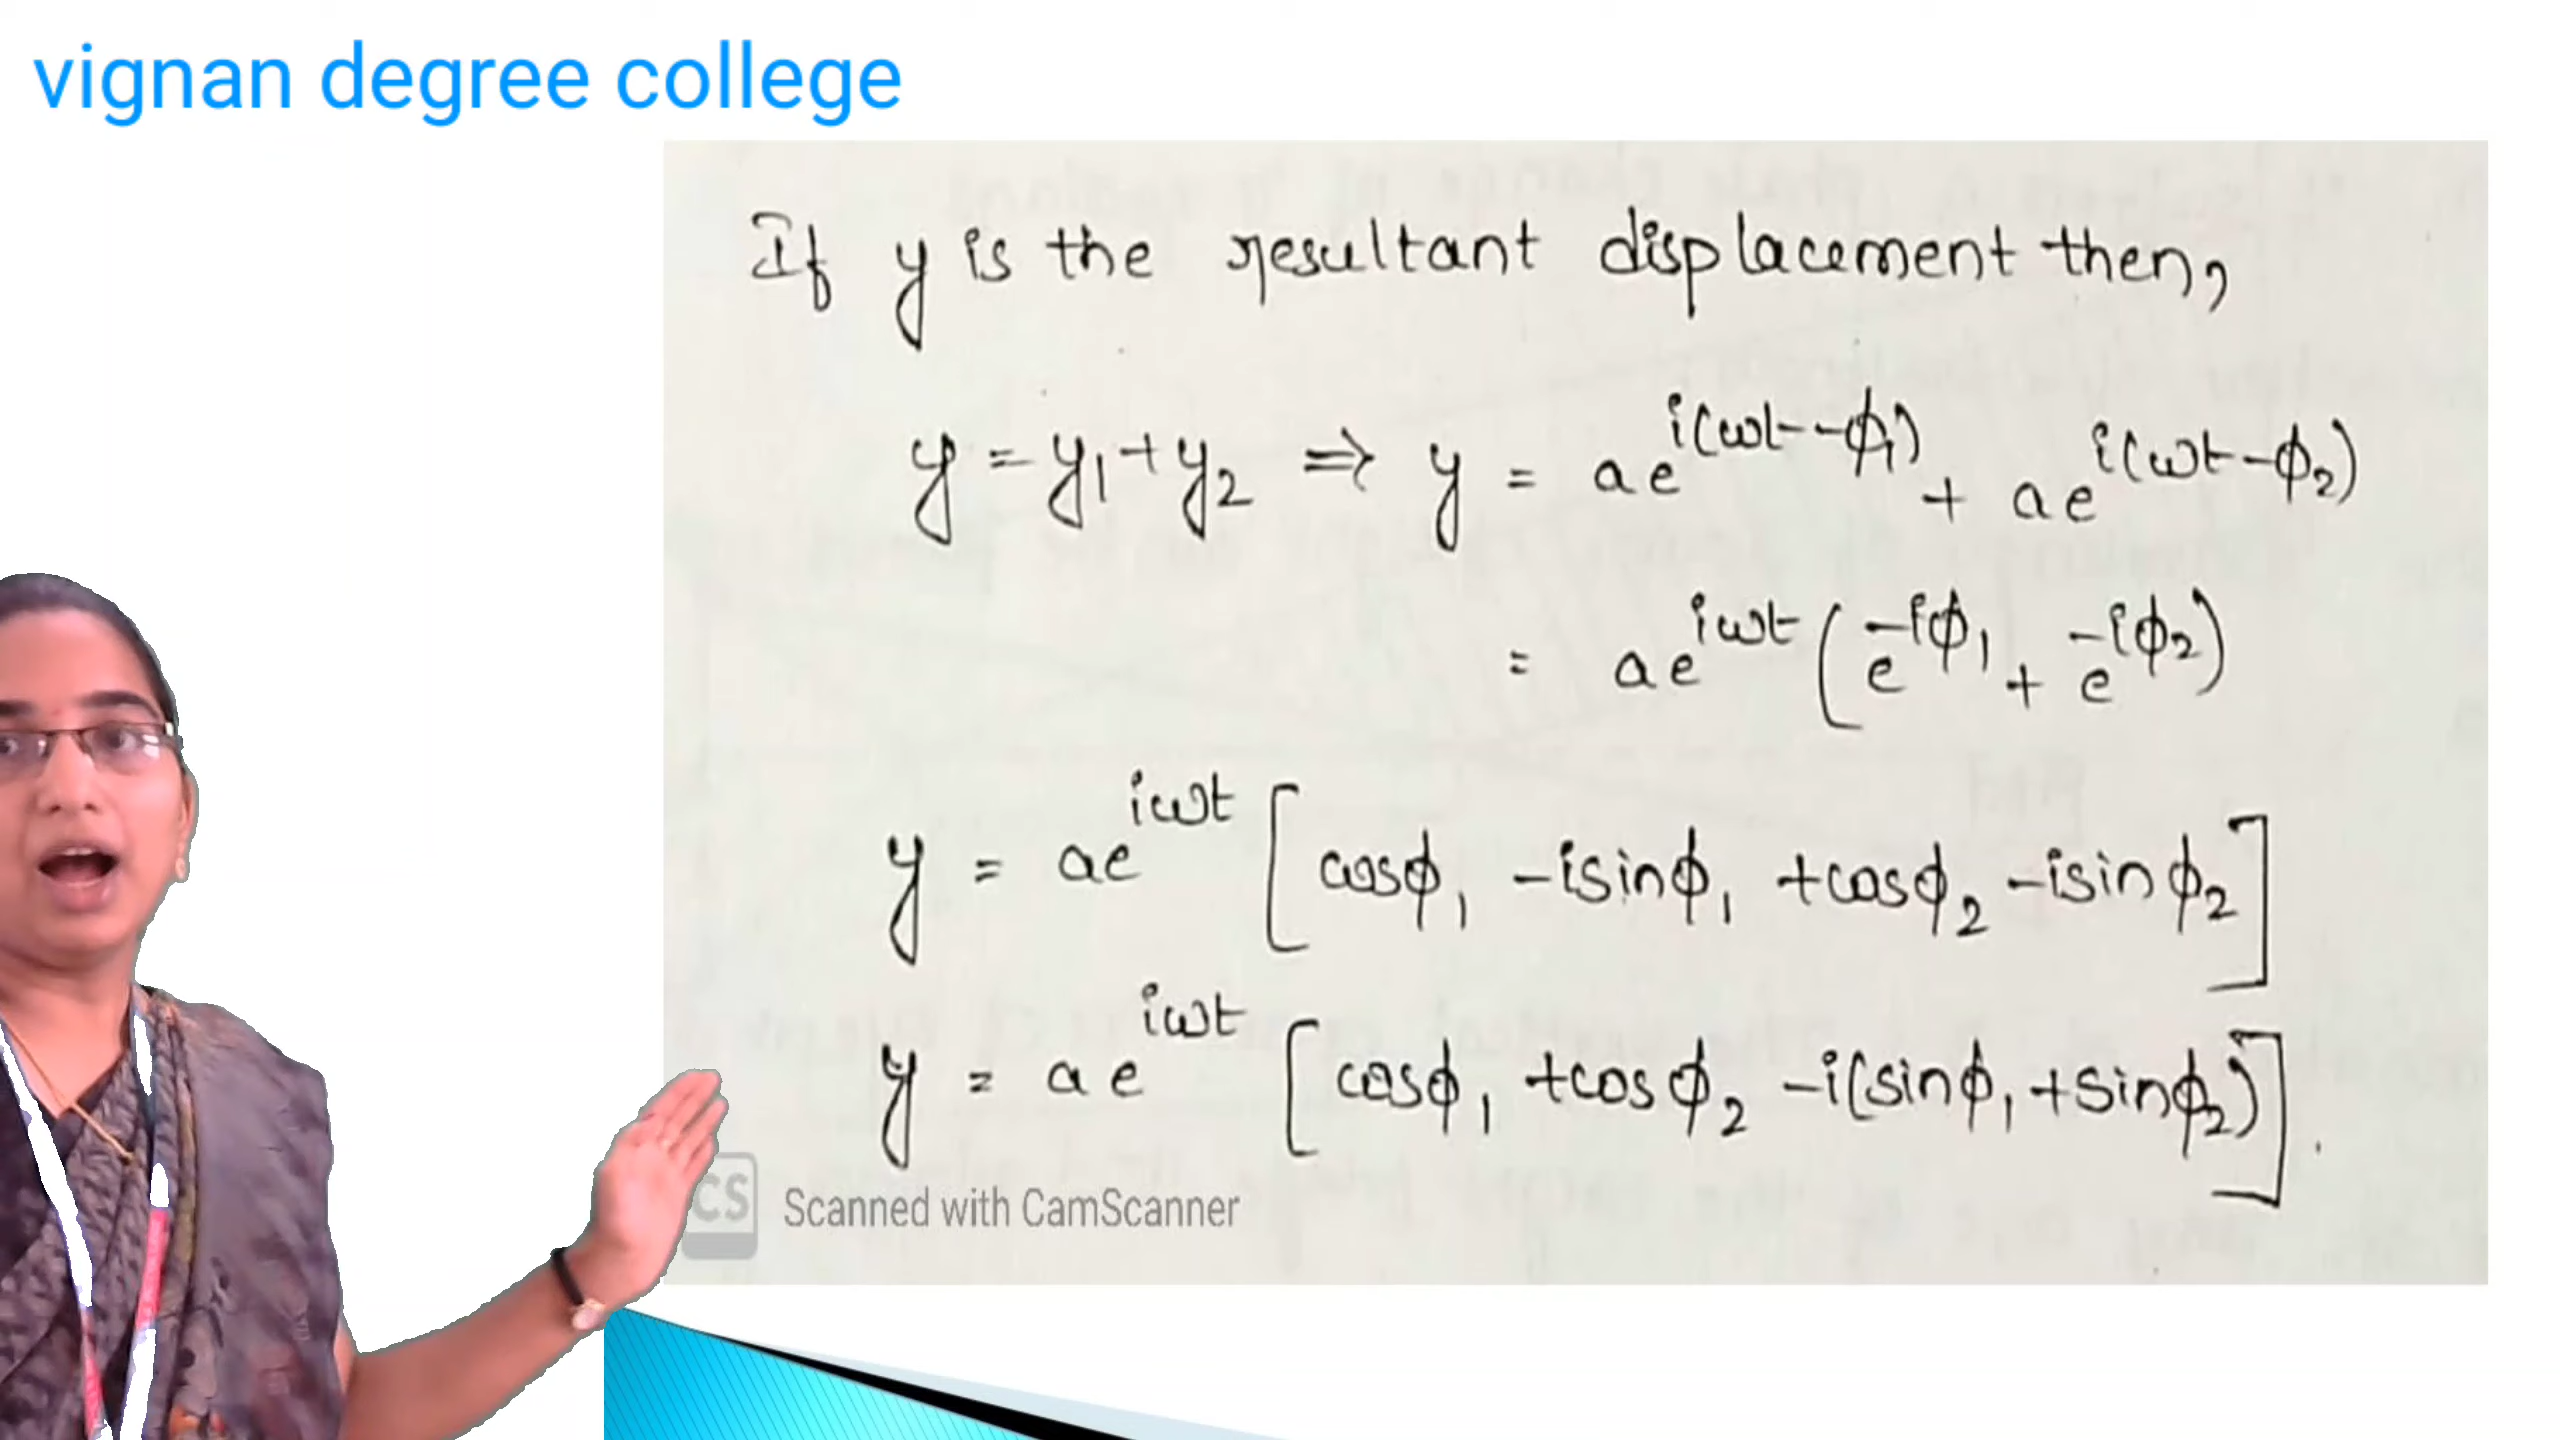 vignan degree college
If y is the resultant displacement then,
y = y₁ + y₂ ⇒ y = ae^{i(ωt--ϕ₁)} + ae^{i(ωt-ϕ₂)}
= ae^{iωt} (e^{-iϕ₁} + e^{-iϕ₂})
y = ae^{iωt} [cosϕ₁ -isinϕ₁ +cosϕ₂ -isinϕ₂]
y = ae^{iωt} [cosϕ₁ +cosϕ₂ -i(sinϕ₁ +sinϕ₂)].
CS Scanned with CamScanner